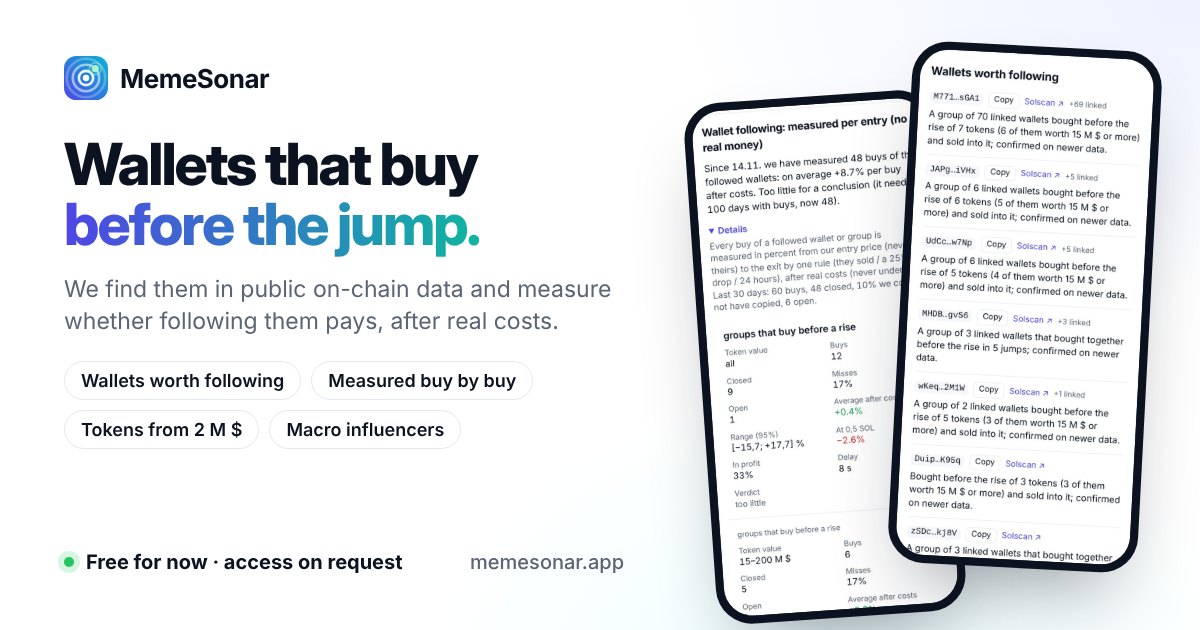 MemeSonar
Wallets that buy
before the jump.
We find them in public on-chain data and measure
whether following them pays, after real costs.
Wallets worth following
Measured buy by buy
Tokens from 2 M $
Macro influencers
Free for now · access on request
memesonar.app
Wallet following: measured per entry (no
real money)
Since 14.11. we have measured 48 buys of
followed wallets: on average +8.7% per buy
after costs. Too little for a conclusion (it
100 days with buys, now 48).
▼ Details
Every buy of a followed wallet or group is
measured in percent from our entry price
theirs) to the exit by one rule (they sold / a
drop / 24 hours), after real costs (never
Last 30 days: 60 buys, 48 closed, 10% we
not have copied, 6 open.
groups that buy before a rise
Token value
all
Buys
12
Closed
9
Misses
17%
Open
1
Average after
+0.4%
Range (95%)
[−15,7; +17,7] %
At 0,5 SOL
−2.6%
In profit
33%
Delay
8 s
Verdict
too little
groups that buy before a rise
Token value
15–200 M $
Buys
6
Closed
5
Misses
17%
Open
Average after costs
Wallets worth following
M771…sGA1 Copy Solscan ↗ +69 linked
A group of 70 linked wallets bought before the
rise of 7 tokens (6 of them worth 15 M $ or more)
and sold into it; confirmed on newer data.
JAPg…iVHx Copy Solscan ↗ +5 linked
A group of 6 linked wallets bought before the
rise of 6 tokens (5 of them worth 15 M $ or
more) and sold into it; confirmed on newer data.
UdCc…w7Np Copy Solscan ↗ +5 linked
A group of 6 linked wallets bought before the
rise of 5 tokens (4 of them worth 15 M $ or
more) and sold into it; confirmed on newer data.
MHDB…gvS6 Copy Solscan ↗ +3 linked
A group of 3 linked wallets that bought together
before the rise in 5 jumps; confirmed on newer
data.
wKeq…2M1W Copy Solscan ↗ +1 linked
A group of 2 linked wallets bought before the
rise of 5 tokens (3 of them worth 15 M $ or
more) and sold into it; confirmed on newer data.
Duip…K95q Copy Solscan ↗
Bought before the rise of 3 tokens (3 of them
worth 15 M $ or more) and sold into it; confirmed
on newer data.
zSDc…kj8V Copy Solscan ↗
A group of 3 linked wallets that bought together